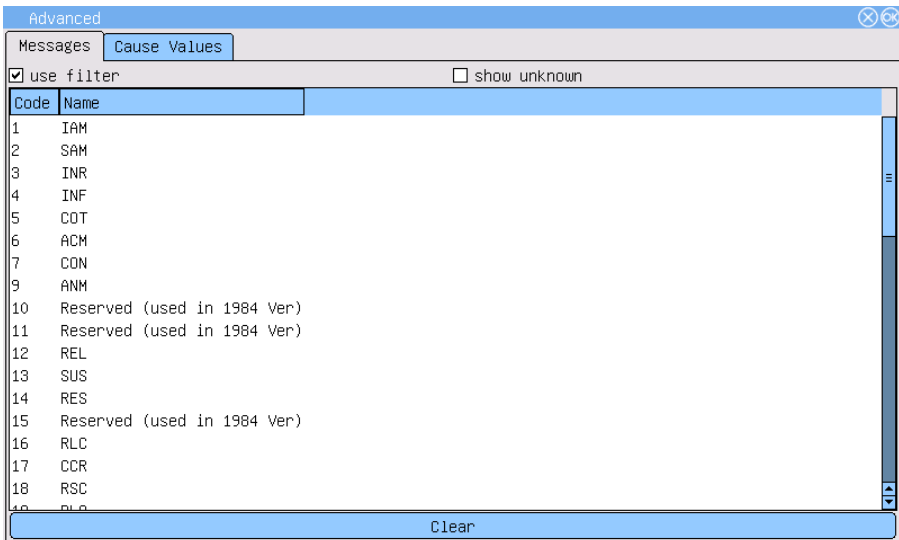 Advanced OK
Messages Cause Values
use filter show unknown
Code Name
1 IAM
2 SAM
3 INR
4 INF
5 COT
6 ACM
7 CON
9 ANM
10 Reserved (used in 1984 Ver)
11 Reserved (used in 1984 Ver)
12 REL
13 SUS
14 RES
15 Reserved (used in 1984 Ver)
16 RLC
17 CCR
18 RSC
Clear